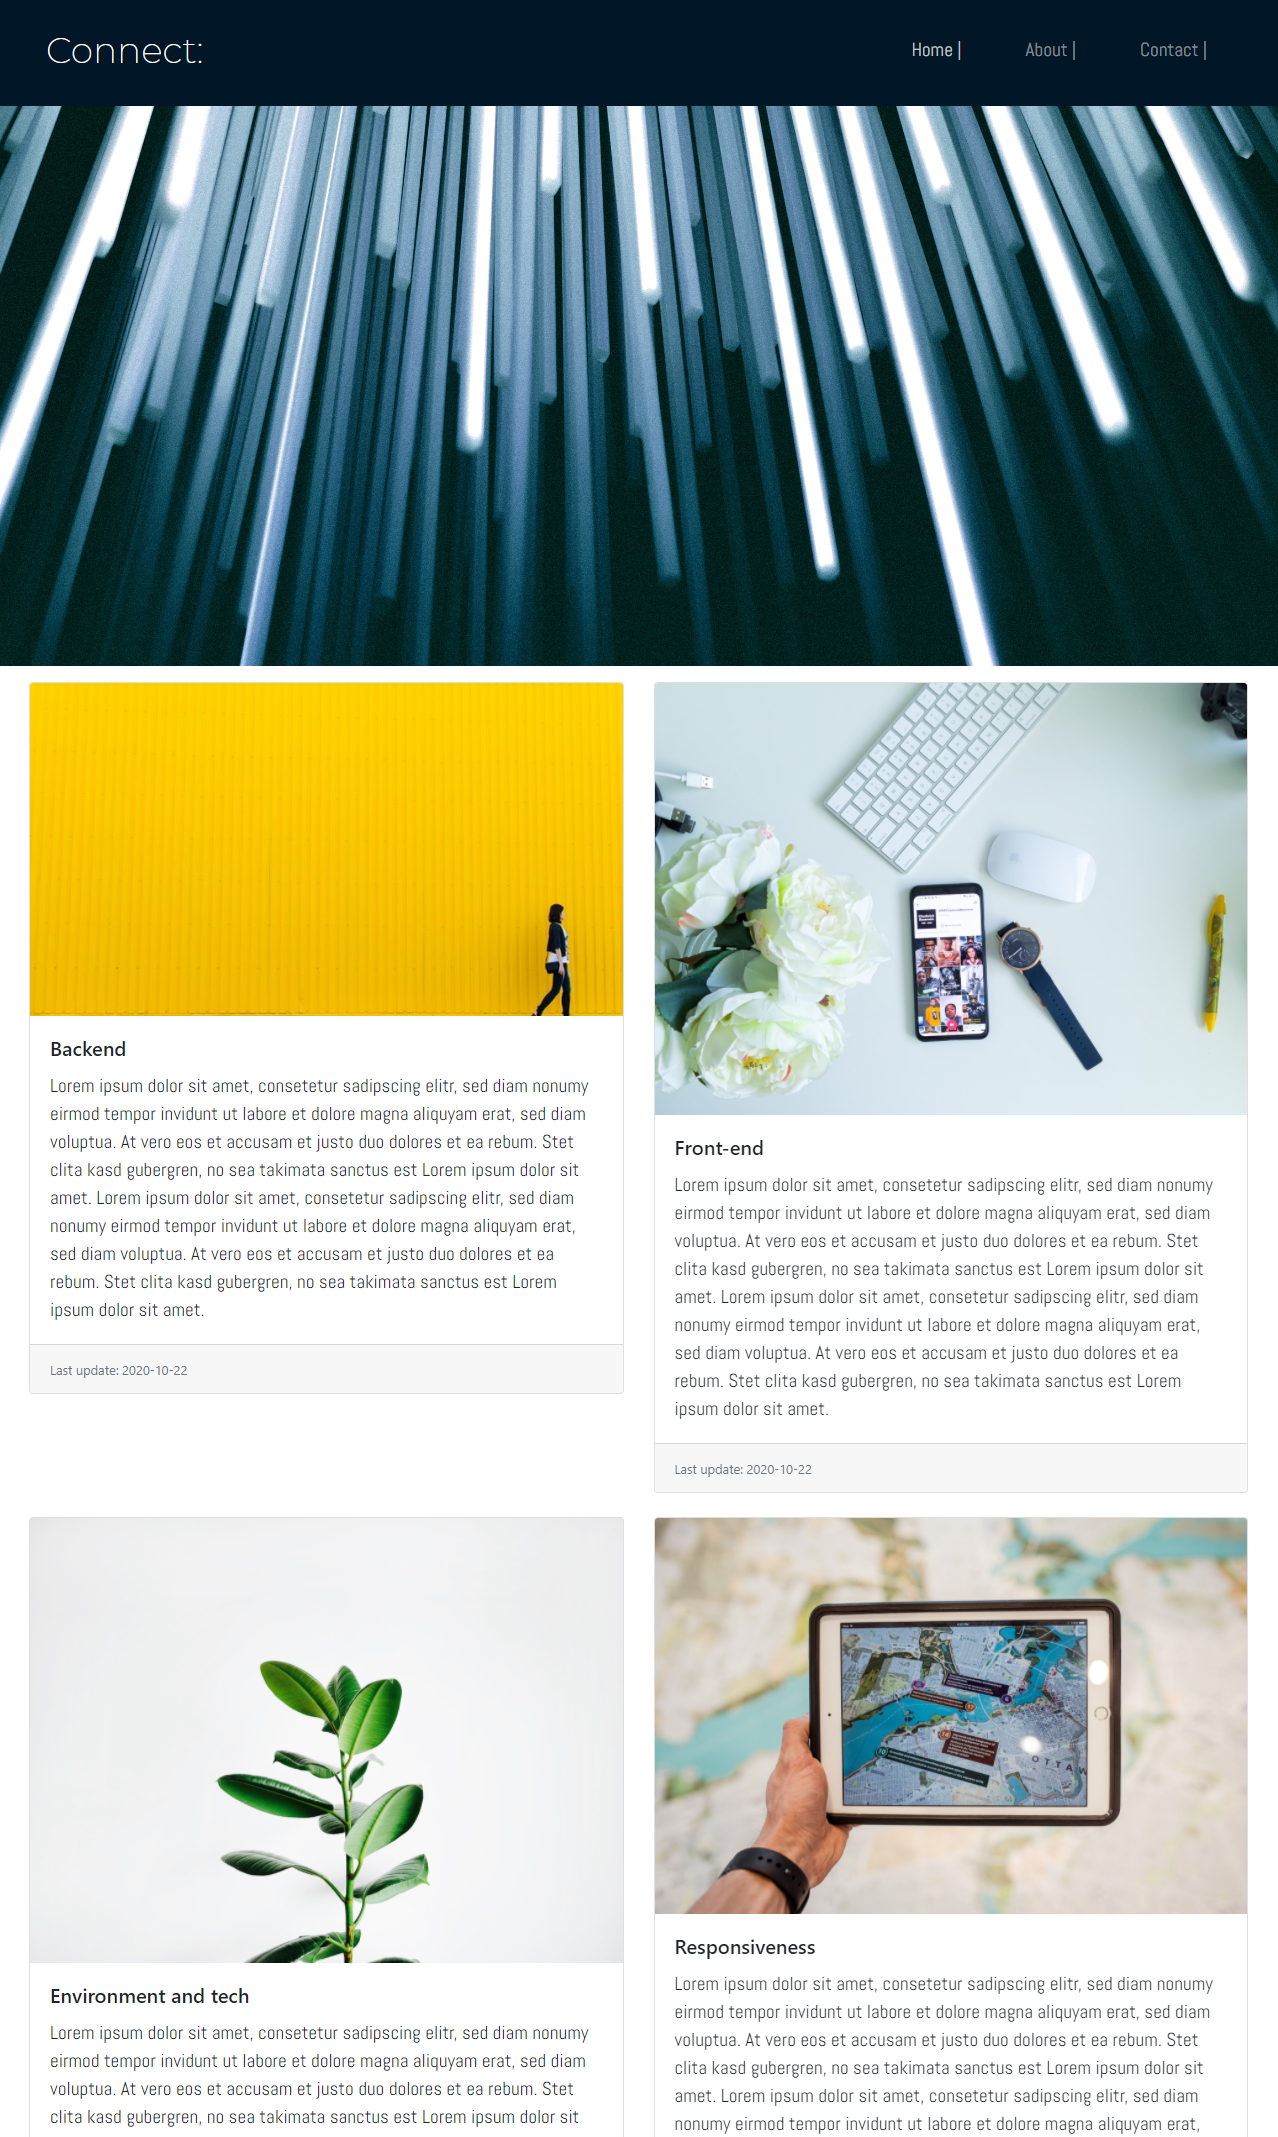 Connect:
Home |
About |
Contact |
Backend
Lorem ipsum dolor sit amet, consetetur sadipscing elitr, sed diam nonumy
eirmod tempor invidunt ut labore et dolore magna aliquyam erat, sed diam
voluptua. At vero eos et accusam et justo duo dolores et ea rebum. Stet
clita kasd gubergren, no sea takimata sanctus est Lorem ipsum dolor sit
amet. Lorem ipsum dolor sit amet, consetetur sadipscing elitr, sed diam
nonumy eirmod tempor invidunt ut labore et dolore magna aliquyam erat,
sed diam voluptua. At vero eos et accusam et justo duo dolores et ea
rebum. Stet clita kasd gubergren, no sea takimata sanctus est Lorem
ipsum dolor sit amet.
Last update: 2020-10-22
Front-end
Lorem ipsum dolor sit amet, consetetur sadipscing elitr, sed diam nonumy
eirmod tempor invidunt ut labore et dolore magna aliquyam erat, sed diam
voluptua. At vero eos et accusam et justo duo dolores et ea rebum. Stet
clita kasd gubergren, no sea takimata sanctus est Lorem ipsum dolor sit
amet. Lorem ipsum dolor sit amet, consetetur sadipscing elitr, sed diam
nonumy eirmod tempor invidunt ut labore et dolore magna aliquyam erat,
sed diam voluptua. At vero eos et accusam et justo duo dolores et ea
rebum. Stet clita kasd gubergren, no sea takimata sanctus est Lorem
ipsum dolor sit amet.
Last update: 2020-10-22
Environment and tech
Lorem ipsum dolor sit amet, consetetur sadipscing elitr, sed diam nonumy
eirmod tempor invidunt ut labore et dolore magna aliquyam erat, sed diam
voluptua. At vero eos et accusam et justo duo dolores et ea rebum. Stet
clita kasd gubergren, no sea takimata sanctus est Lorem ipsum dolor sit
OTTAW
Responsiveness
Lorem ipsum dolor sit amet, consetetur sadipscing elitr, sed diam nonumy
eirmod tempor invidunt ut labore et dolore magna aliquyam erat, sed diam
voluptua. At vero eos et accusam et justo duo dolores et ea rebum. Stet
clita kasd gubergren, no sea takimata sanctus est Lorem ipsum dolor sit
amet. Lorem ipsum dolor sit amet, consetetur sadipscing elitr, sed diam
nonumy eirmod tempor invidunt ut labore et dolore magna aliquyam erat,